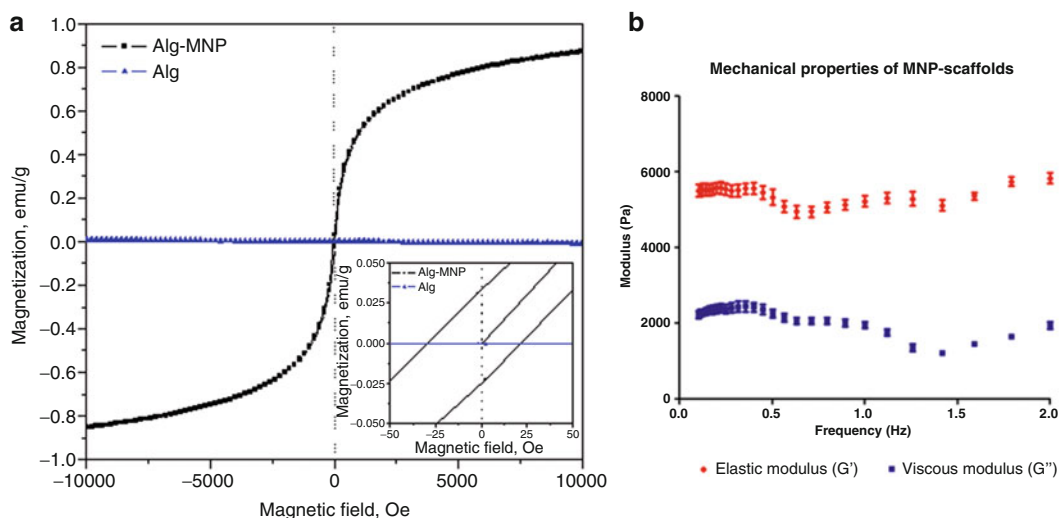 a
1.0
0.8
0.6
0.4
0.2
0.0
−0.2
−0.4
−0.6
−0.8
−1.0
Magnetization, emu/g
Alg-MNP
Alg
−10000 −5000 0 5000 10000
Magnetic field, Oe
0.050
0.025
0.000
−0.025
−0.050
Magnetization, emu/g
Alg-MNP
Alg
−50 −25 0 25 50
Magnetic field, Oe
b
Mechanical properties of MNP-scaffolds
8000
6000
4000
2000
0
Modulus (Pa)
0.0 0.5 1.0 1.5 2.0
Frequency (Hz)
Elastic modulus (G') Viscous modulus (G'')